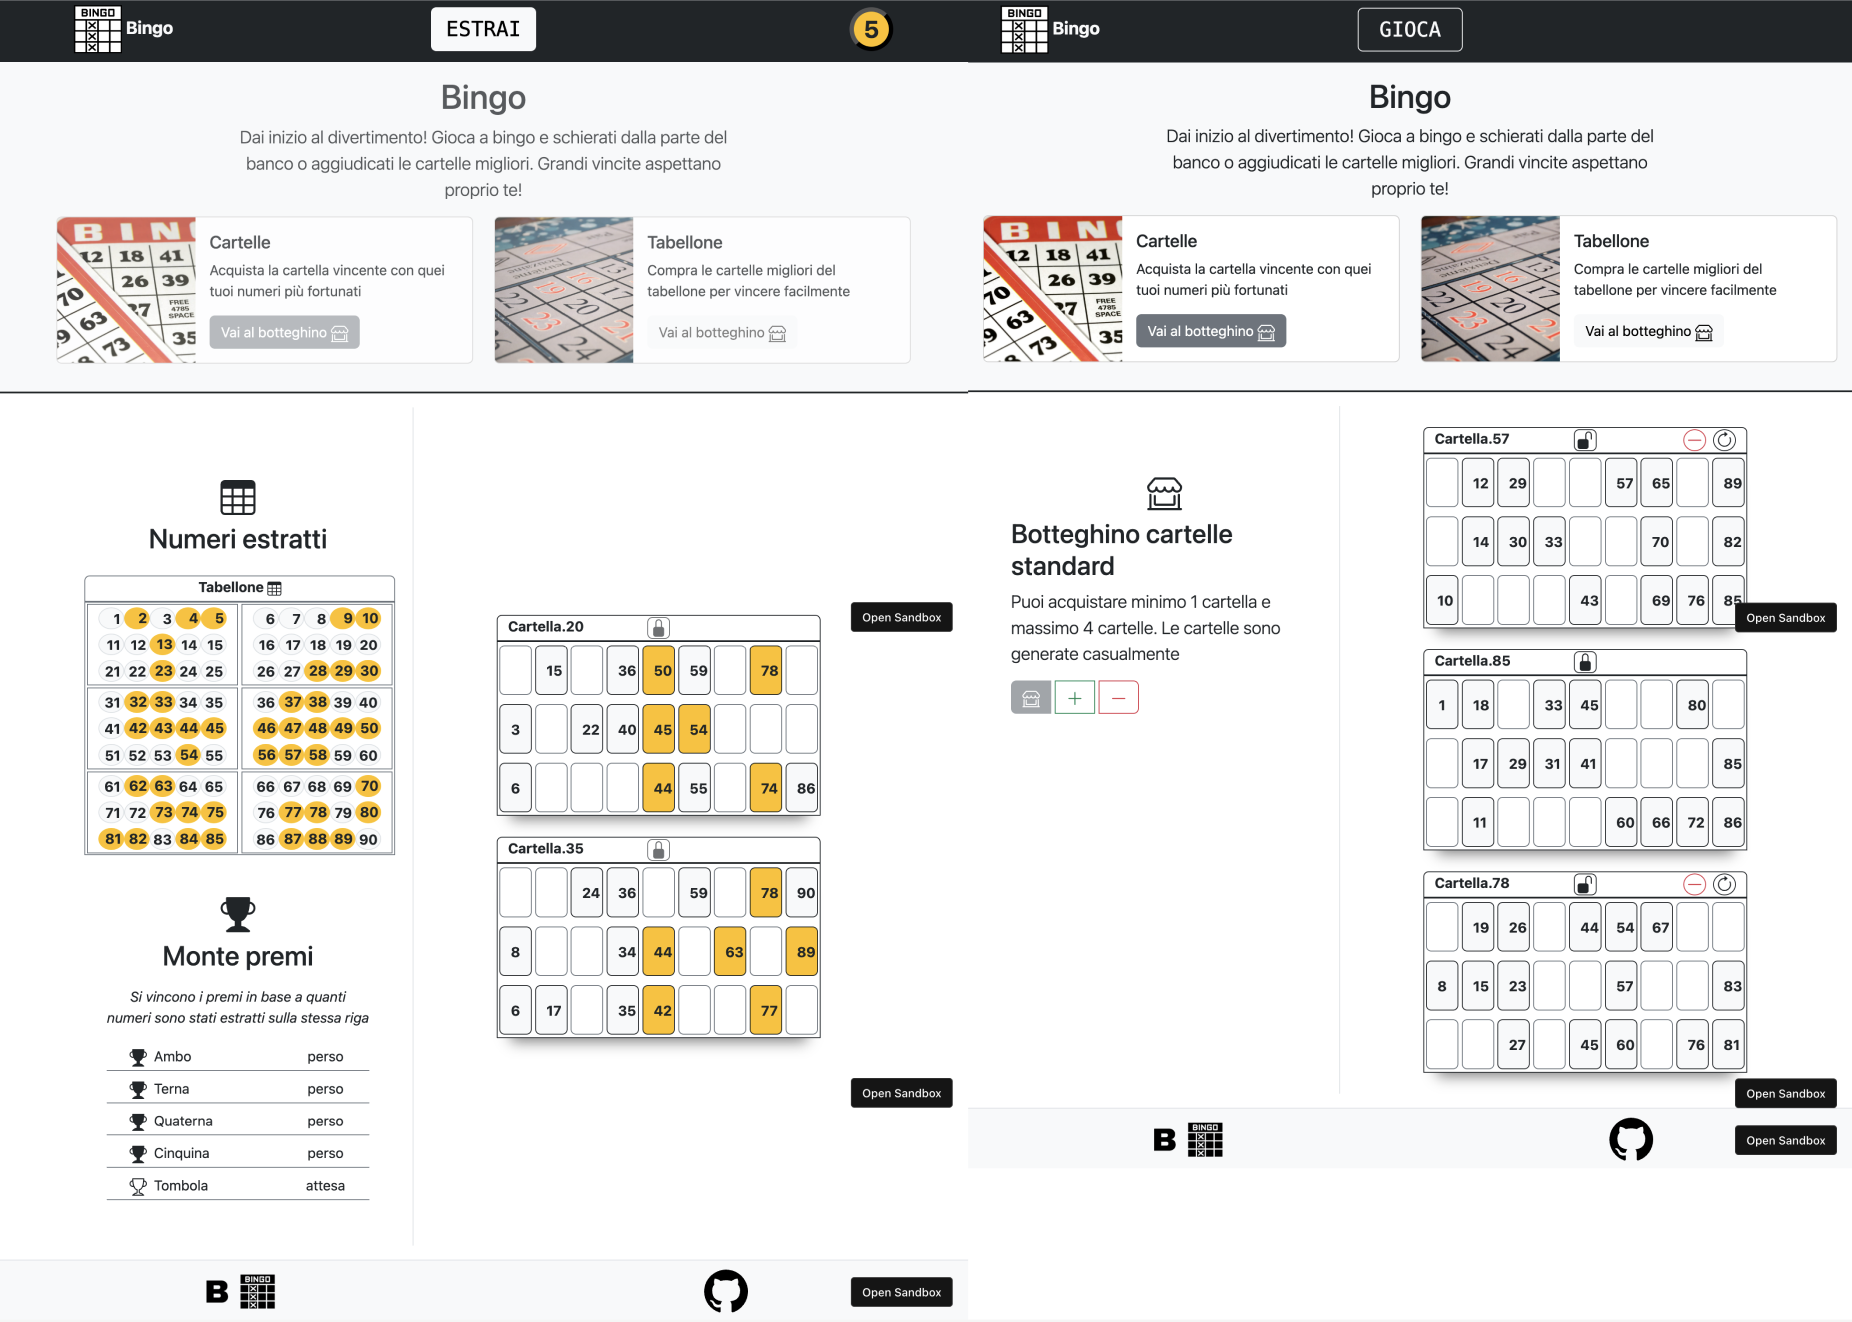 BINGO
Bingo
ESTRAI
5
Bingo
Dai inizio al divertimento! Gioca a bingo e schierati dalla parte del
banco o aggiudicati le cartelle migliori. Grandi vincite aspettano
proprio te!
Cartelle
Acquista la cartella vincente con quei
tuoi numeri più fortunati
Vai al botteghino
Tabellone
Compra le cartelle migliori del
tabellone per vincere facilmente
Vai al botteghino
Numeri estratti
Tabellone
1 2 3 4 5 6 7 8 9 10
11 12 13 14 15 16 17 18 19 20
21 22 23 24 25 26 27 28 29 30
31 32 33 34 35 36 37 38 39 40
41 42 43 44 45 46 47 48 49 50
51 52 53 54 55 56 57 58 59 60
61 62 63 64 65 66 67 68 69 70
71 72 73 74 75 76 77 78 79 80
81 82 83 84 85 86 87 88 89 90
Monte premi
Si vincono i premi in base a quanti
numeri sono stati estratti sulla stessa riga
Ambo perso
Terna perso
Quaterna perso
Cinquina perso
Tombola attesa
Cartella.20
15 36 50 59 78
3 22 40 45 54
6 44 55 74 86
Open Sandbox
Cartella.35
24 36 59 78 90
8 34 44 63 89
6 17 35 42 77
Open Sandbox
B BINGO
Open Sandbox
BINGO
Bingo
GIOCA
Bingo
Dai inizio al divertimento! Gioca a bingo e schierati dalla parte del
banco o aggiudicati le cartelle migliori. Grandi vincite aspettano
proprio te!
Cartelle
Acquista la cartella vincente con quei
tuoi numeri più fortunati
Vai al botteghino
Tabellone
Compra le cartelle migliori del
tabellone per vincere facilmente
Vai al botteghino
Botteghino cartelle
standard
Puoi acquistare minimo 1 cartella e
massimo 4 cartelle. Le cartelle sono
generate casualmente
Cartella.57
12 29 57 65 89
14 30 33 70 82
10 43 69 76 85
Open Sandbox
Cartella.85
1 18 33 45 80
17 29 31 41 85
11 60 66 72 86
Cartella.78
19 26 44 54 67
8 15 23 57 83
27 45 60 76 81
Open Sandbox
B BINGO
Open Sandbox